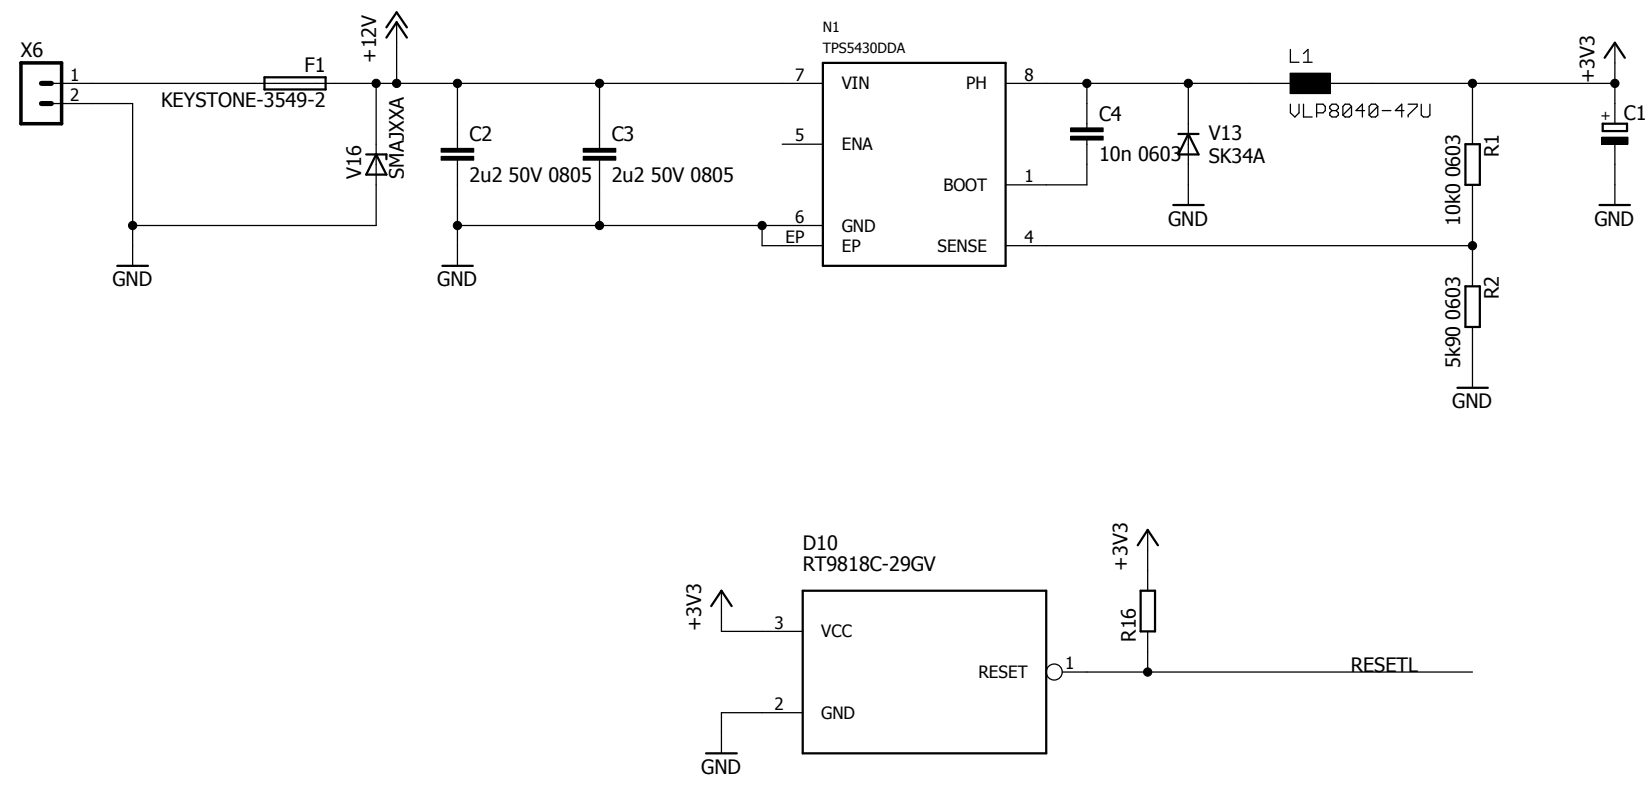 X6
1
2
F1
KEYSTONE-3549-2
+12V
V16
SMAJXXA
C2
2u2 50V 0805
C3
2u2 50V 0805
GND
GND
N1
TPS5430DDA
7
VIN
5
ENA
6
GND
EP
EP
PH
8
BOOT
1
SENSE
4
C4
10n 0603
V13
SK34A
GND
L1
VLP8040-47U
10k0 0603
R1
5k90 0603
R2
GND
+3V3
+
C1
GND
D10
RT9818C-29GV
+3V3
3
VCC
2
GND
GND
RESET
1
+3V3
R16
RESETL